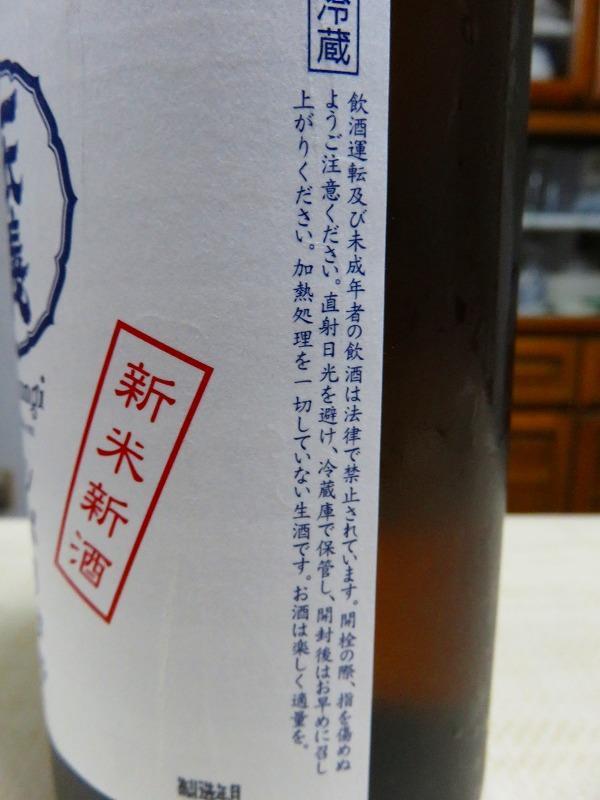 冷蔵
飲酒運転及び未成年者の飲酒は法律で禁止されています。開栓の際、指を傷めぬ
ようご注意ください。直射日光を避け、冷蔵庫で保管し、開封後はお早めに召し
上がりください。加熱処理を一切していない生酒です。お酒は楽しく適量を。
新米新酒